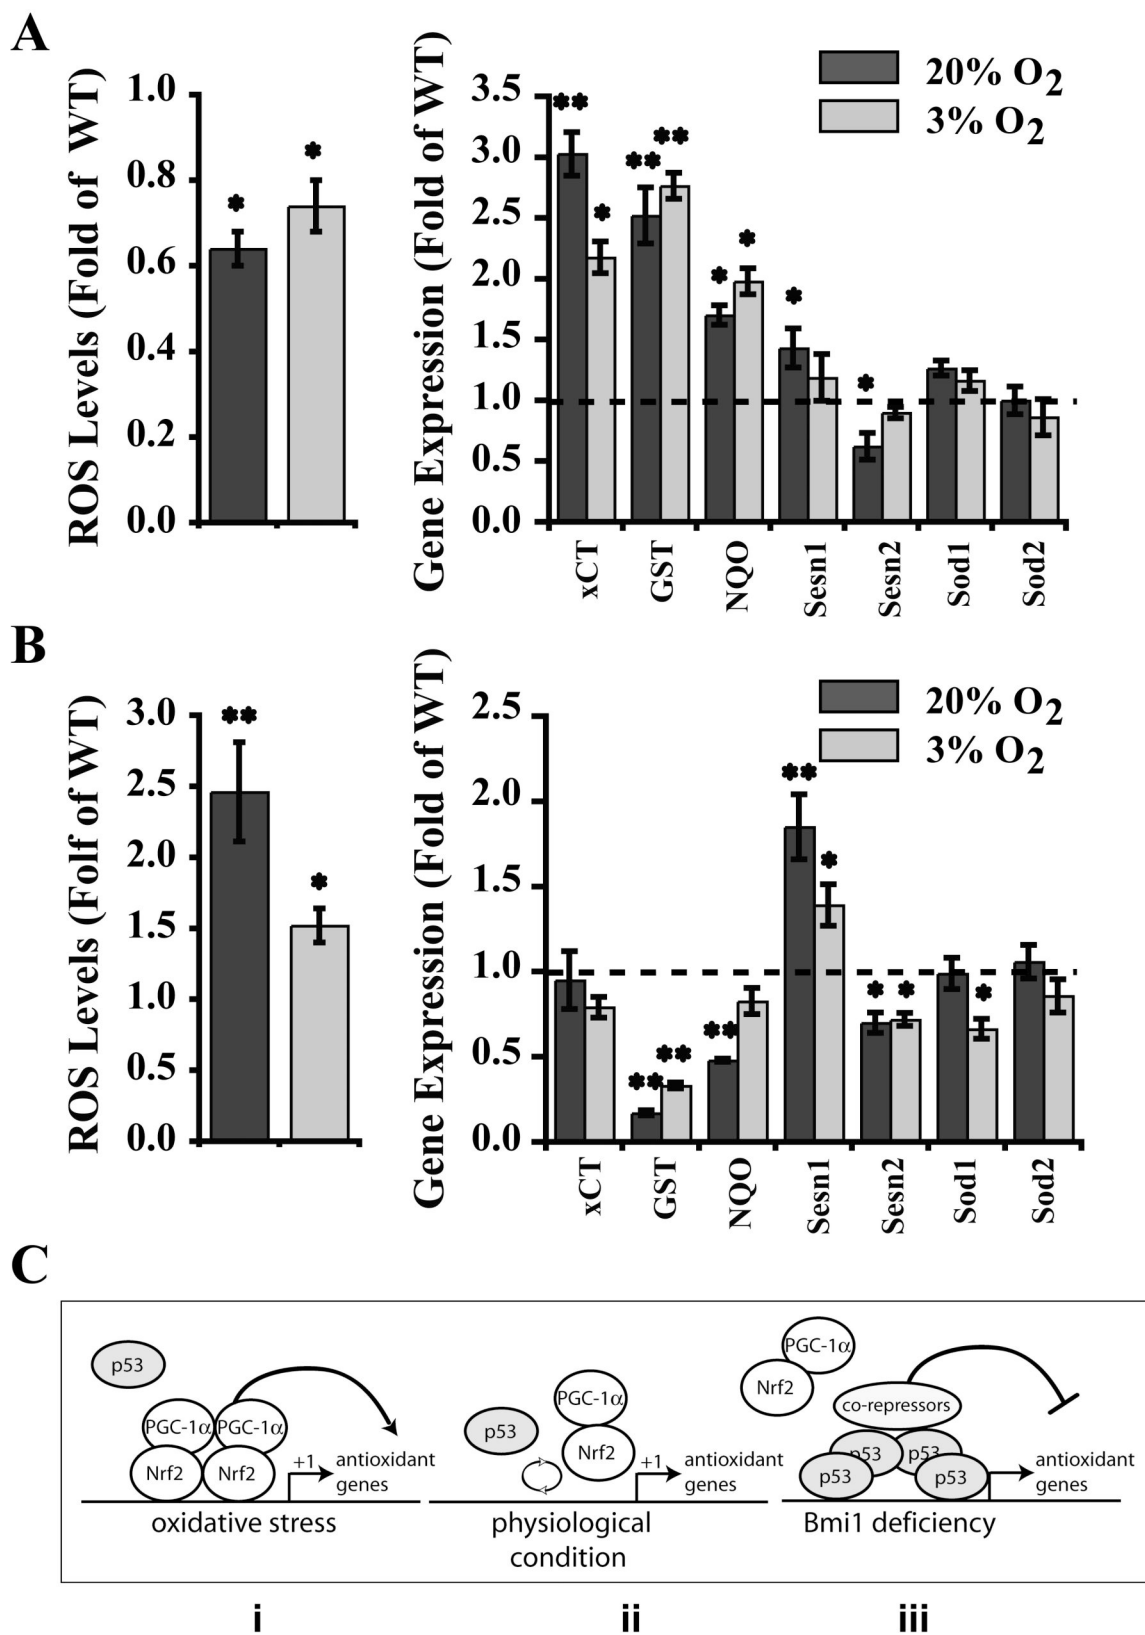 A
ROS Levels (Fold of WT)
1.0
0.8
0.6
0.4
0.2
0.0
* *
Gene Expression (Fold of WT)
3.5
3.0
2.5
2.0
1.5
1.0
0.5
0.0
** * ** ** * * * *
20% O2
3% O2
xCT GST NQO Sesn1 Sesn2 Sod1 Sod2
B
ROS Levels (Folf of WT)
3.0
2.5
2.0
1.5
1.0
0.5
0.0
** *
Gene Expression (Fold of WT)
2.5
2.0
1.5
1.0
0.5
0.0
** ** ** ** * * * *
20% O2
3% O2
xCT GST NQO Sesn1 Sesn2 Sod1 Sod2
C
p53
PGC-1α PGC-1α
Nrf2 Nrf2
+1 antioxidant
genes
oxidative stress
PGC-1α
p53
Nrf2
+1 antioxidant
genes
physiological
condition
PGC-1α
Nrf2
co-repressors
p53 p53
p53 p53
antioxidant
genes
Bmi1 deficiency
i ii iii